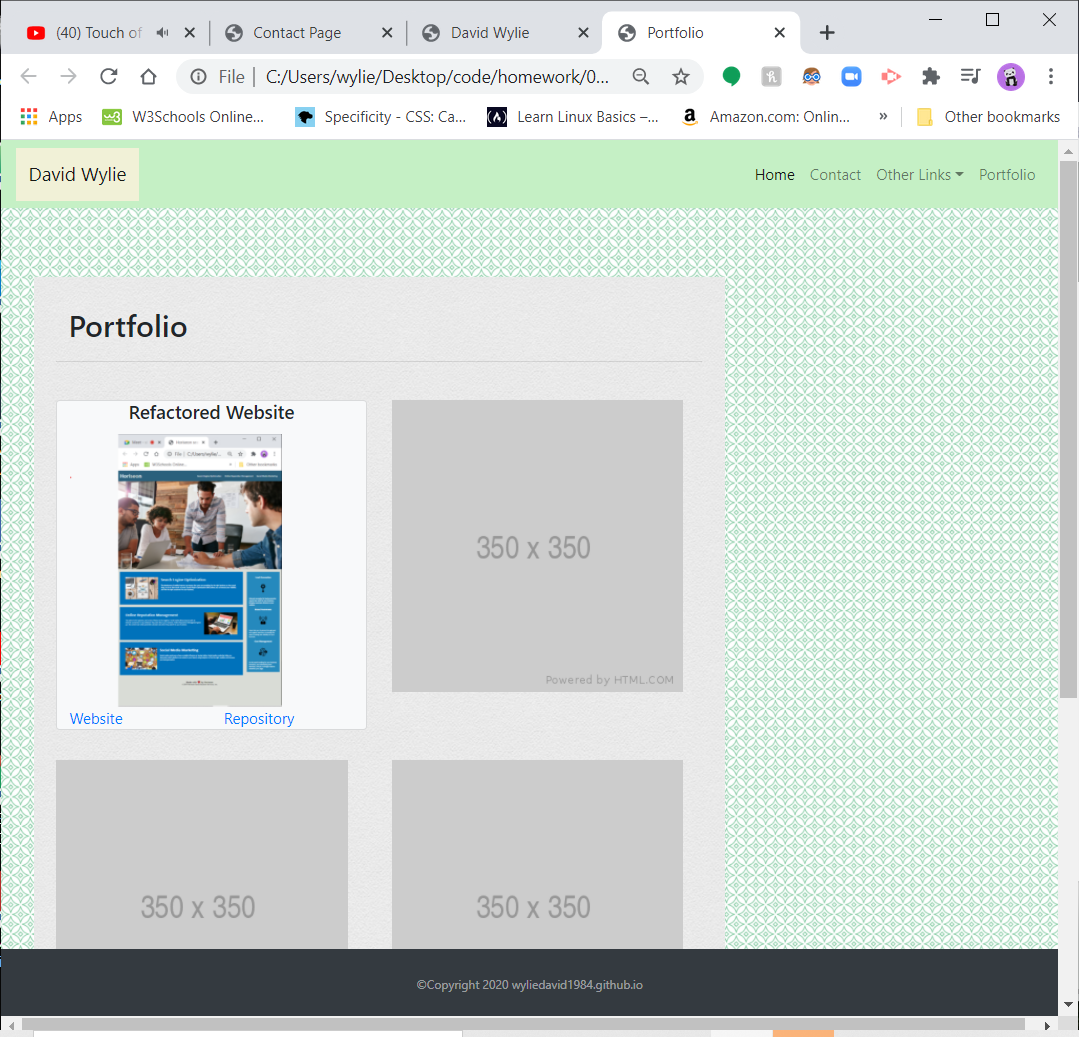 (40) Touch of
Contact Page
David Wylie
Portfolio
File | C:/Users/wylie/Desktop/code/homework/0...
Apps
W3Schools Online...
Specificity - CSS: Ca...
Learn Linux Basics –...
Amazon.com: Onlin...
»
Other bookmarks
David Wylie
Home Contact Other Links Portfolio
Portfolio
Refactored Website
350 x 350
Powered by HTML.COM
Website Repository
350 x 350
350 x 350
©Copyright 2020 wyliedavid1984.github.io